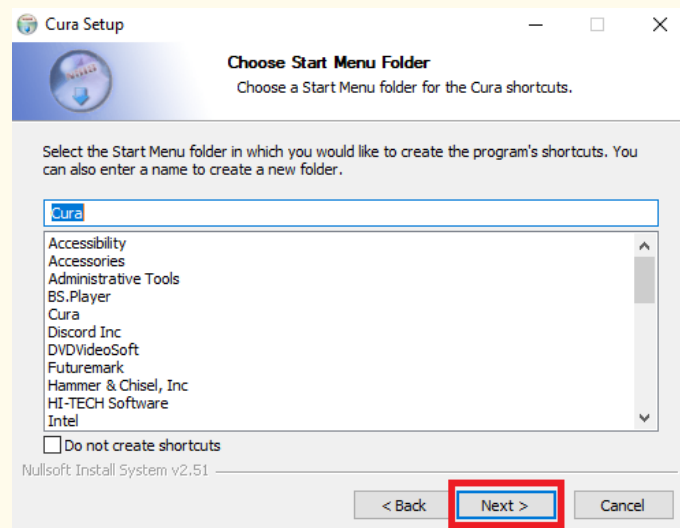 Cura Setup
Choose Start Menu Folder
Choose a Start Menu folder for the Cura shortcuts.
Select the Start Menu folder in which you would like to create the program's shortcuts. You
can also enter a name to create a new folder.
Cura
Accessibility
Accessories
Administrative Tools
BS.Player
Cura
Discord Inc
DVDVideoSoft
Futuremark
Hammer & Chisel, Inc
HI-TECH Software
Intel
Do not create shortcuts
Nullsoft Install System v2.51
< Back Next > Cancel